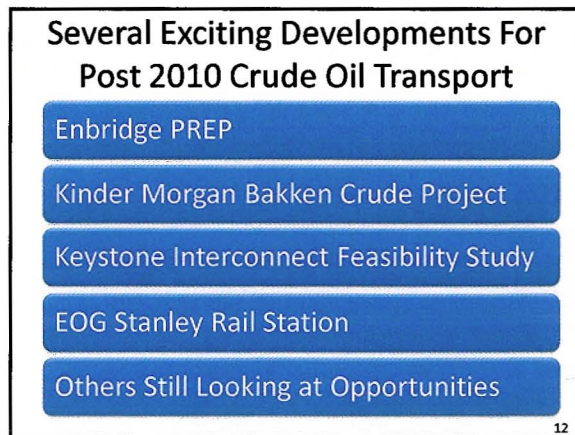 Several Exciting Developments For
Post 2010 Crude Oil Transport
Enbridge PREP
Kinder Morgan Bakken Crude Project
Keystone Interconnect Feasibility Study
EOG Stanley Rail Station
Others Still Looking at Opportunities
12